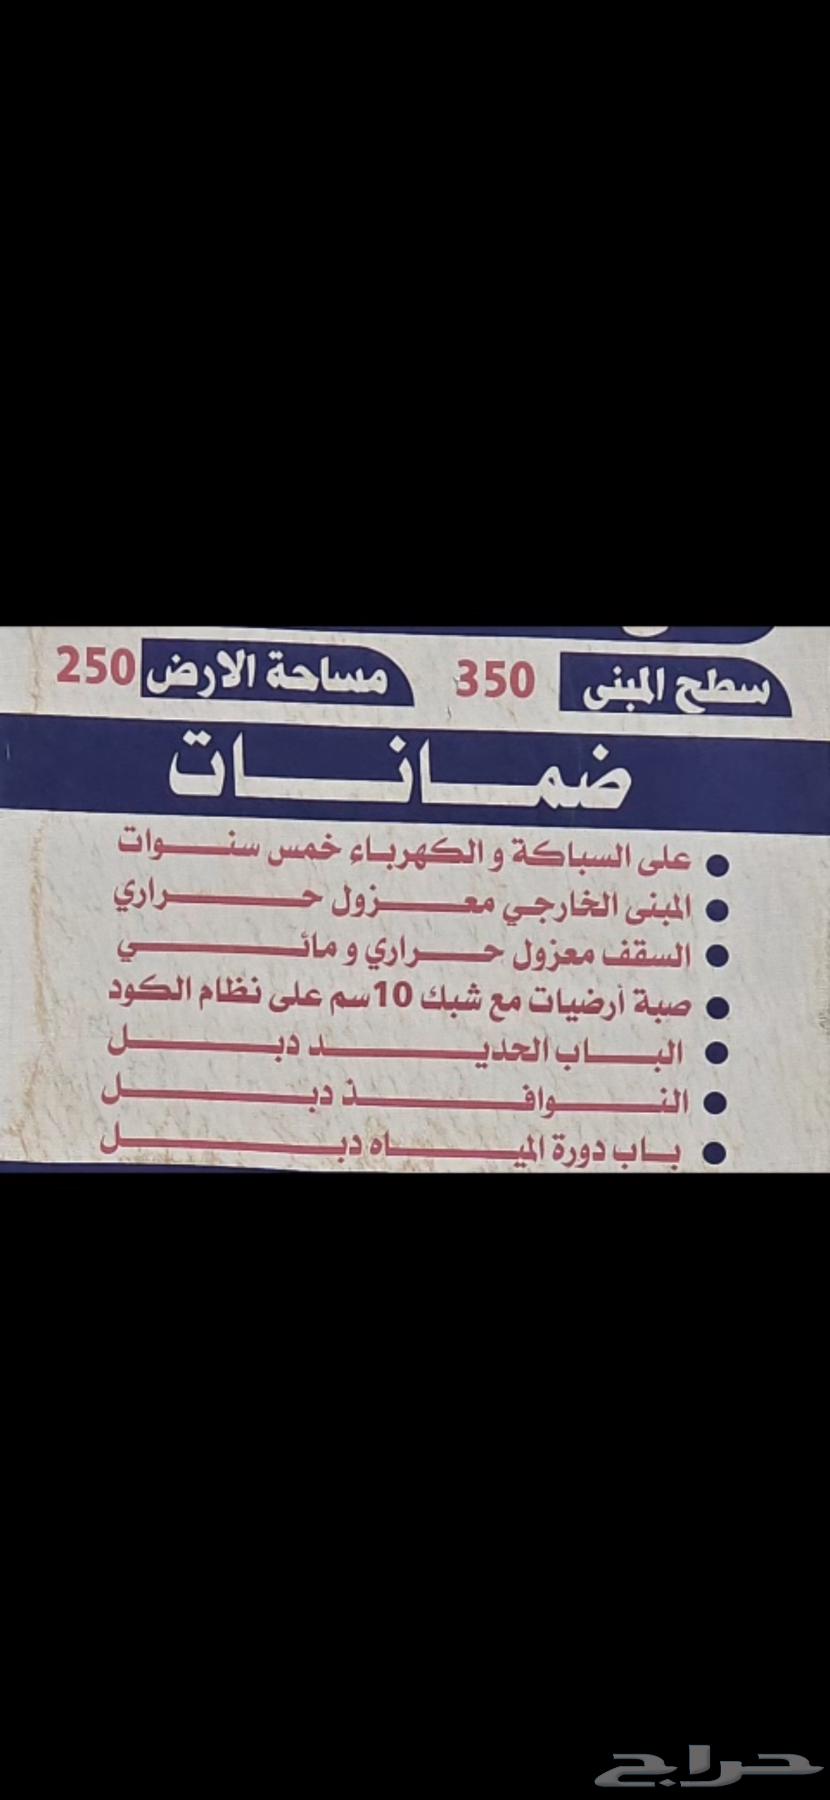 سطح المبنى 350 مساحة الارض 250
ضمانات
على السباكة و الكهرباء خمس سنوات
المبنى الخارجي معزول حراري
السقف معزول حراري و مائي
صبة أرضيات مع شبك 10سم على نظام الكود
الباب الحديد دبل
النوافذ دبل
باب دورة المياه دبل
حراج